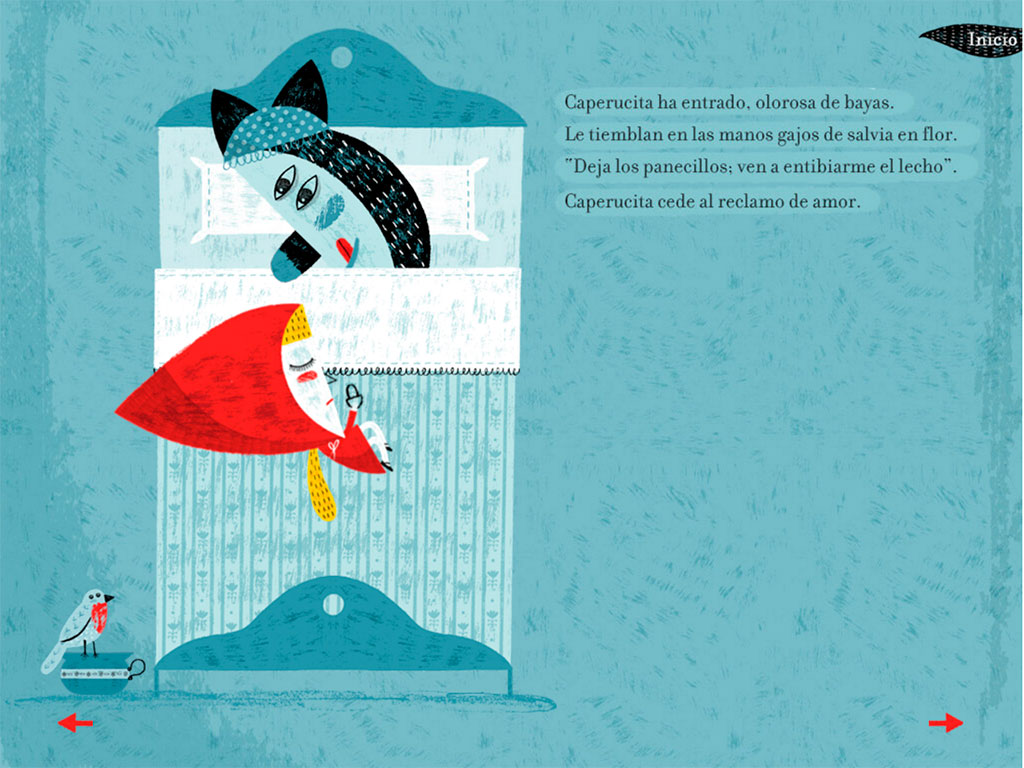 Inicio
Caperucita ha entrado, olorosa de bayas.
Le tiemblan en las manos gajos de salvia en flor.
”Deja los panecillos; ven a entibiarme el lecho”.
Caperucita cede al reclamo de amor.